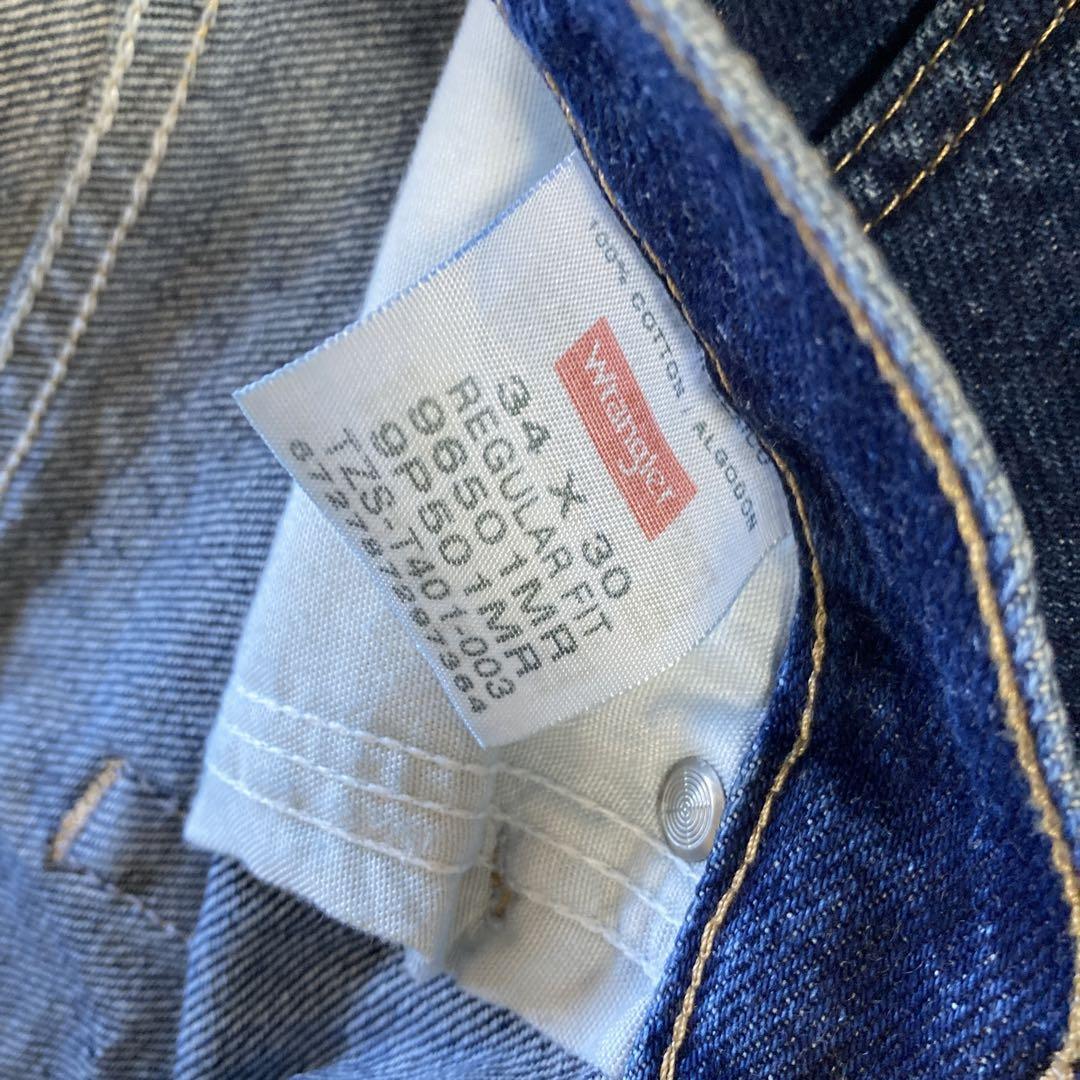 100% COTTON / ALGODON
Wrangler
34 X 30
REGULAR FIT
96501MR
9P501MR
TZS-T401-003